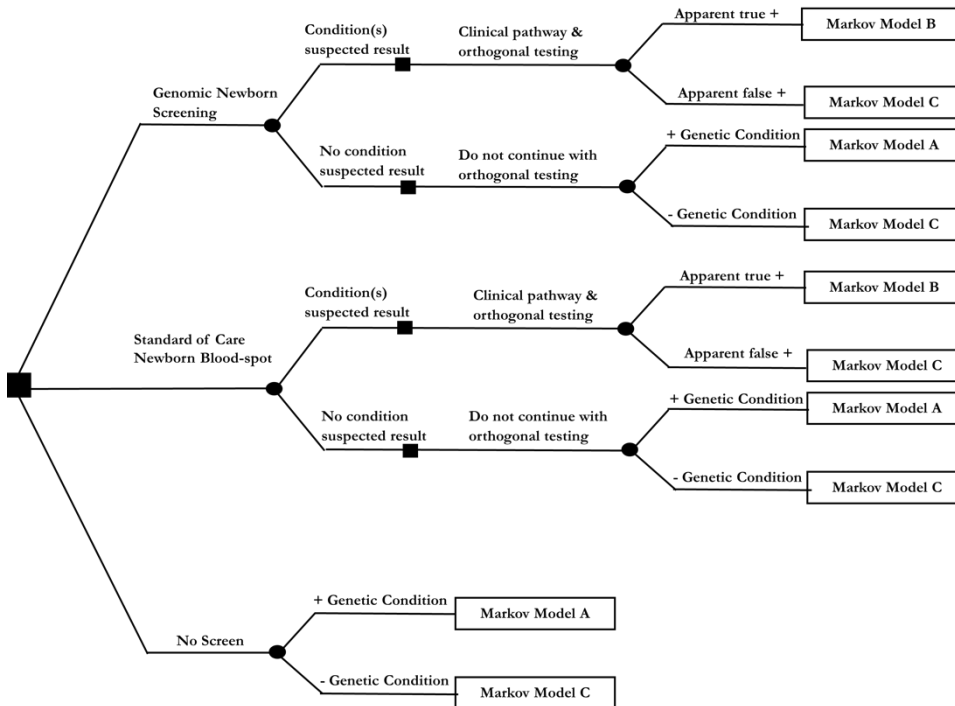 Apparent true +
Markov Model B
Condition(s)
suspected result
Clinical pathway &
orthogonal testing
Apparent false +
Markov Model C
Genomic Newborn
Screening
+ Genetic Condition
Markov Model A
No condition
suspected result
Do not continue with
orthogonal testing
- Genetic Condition
Markov Model C
Apparent true +
Markov Model B
Condition(s)
suspected result
Clinical pathway &
orthogonal testing
Apparent false +
Markov Model C
Standard of Care
Newborn Blood-spot
+ Genetic Condition
Markov Model A
No condition
suspected result
Do not continue with
orthogonal testing
- Genetic Condition
Markov Model C
+ Genetic Condition
Markov Model A
No Screen
- Genetic Condition
Markov Model C